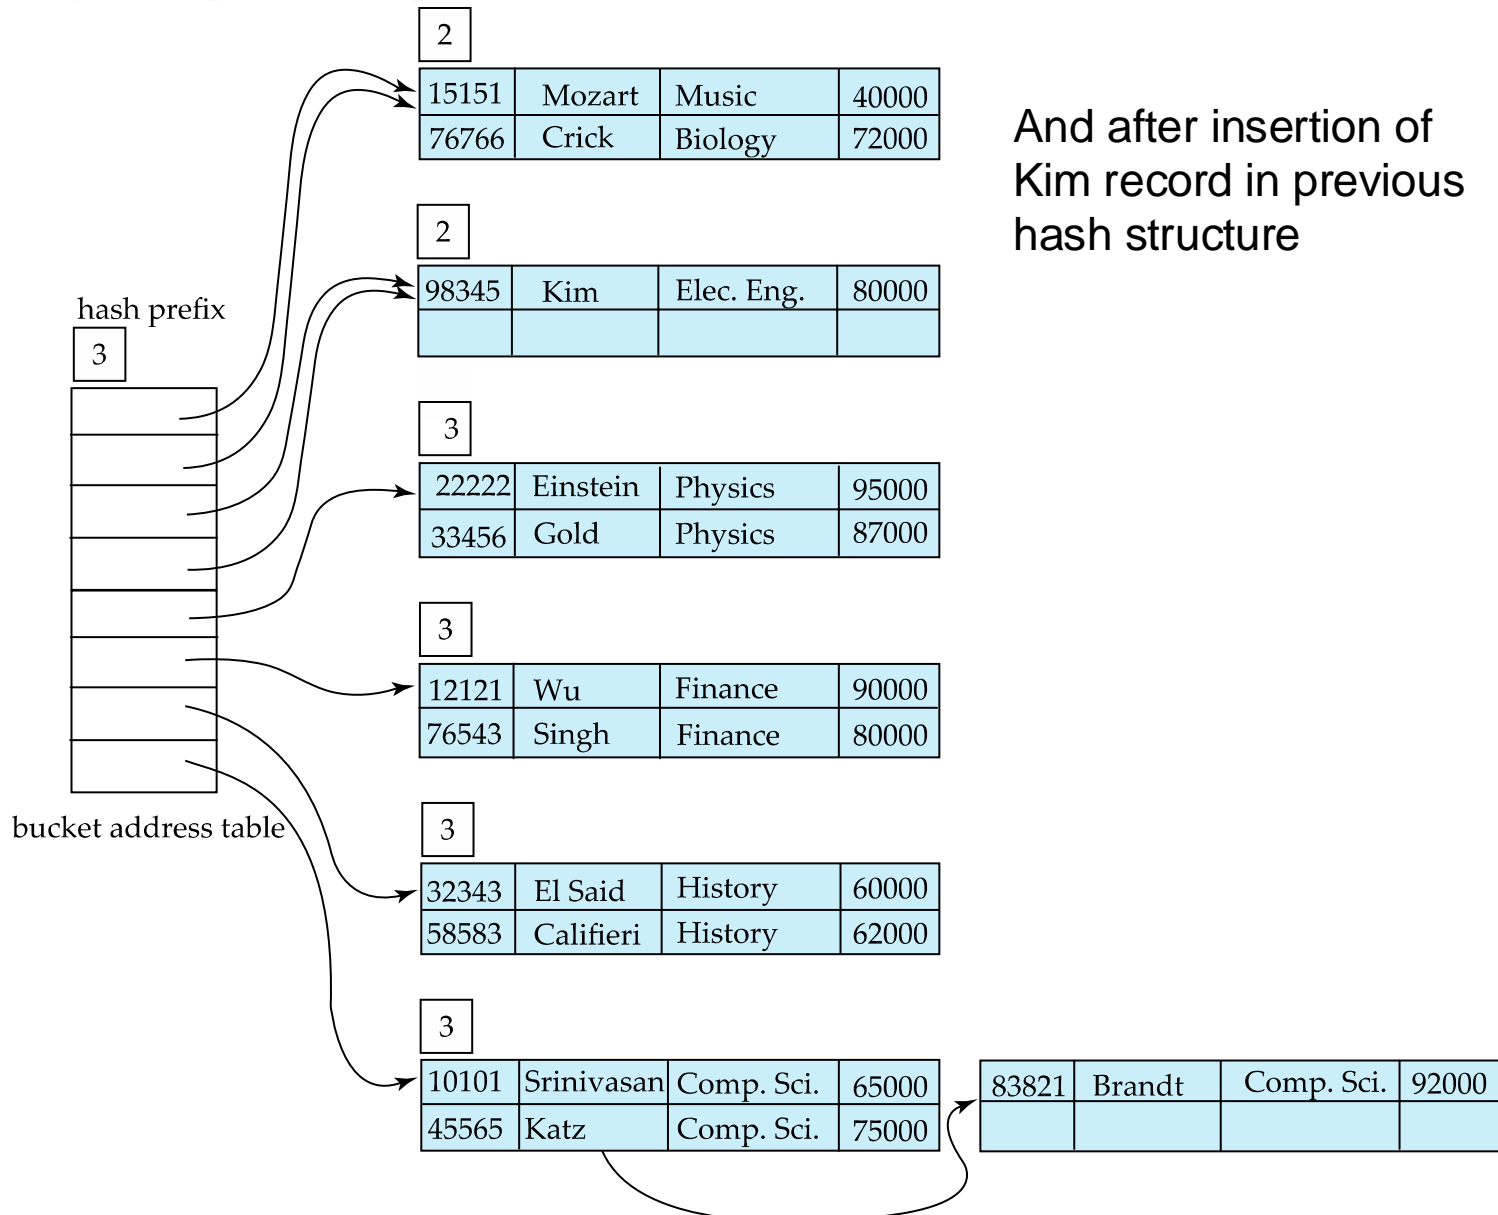 2
15151 Mozart Music 40000
76766 Crick Biology 72000
And after insertion of
Kim record in previous
hash structure
2
98345 Kim Elec. Eng. 80000
hash prefix
3
3
22222 Einstein Physics 95000
33456 Gold Physics 87000
3
12121 Wu Finance 90000
76543 Singh Finance 80000
bucket address table
3
32343 El Said History 60000
58583 Califieri History 62000
3
10101 Srinivasan Comp. Sci. 65000
45565 Katz Comp. Sci. 75000
83821 Brandt Comp. Sci. 92000